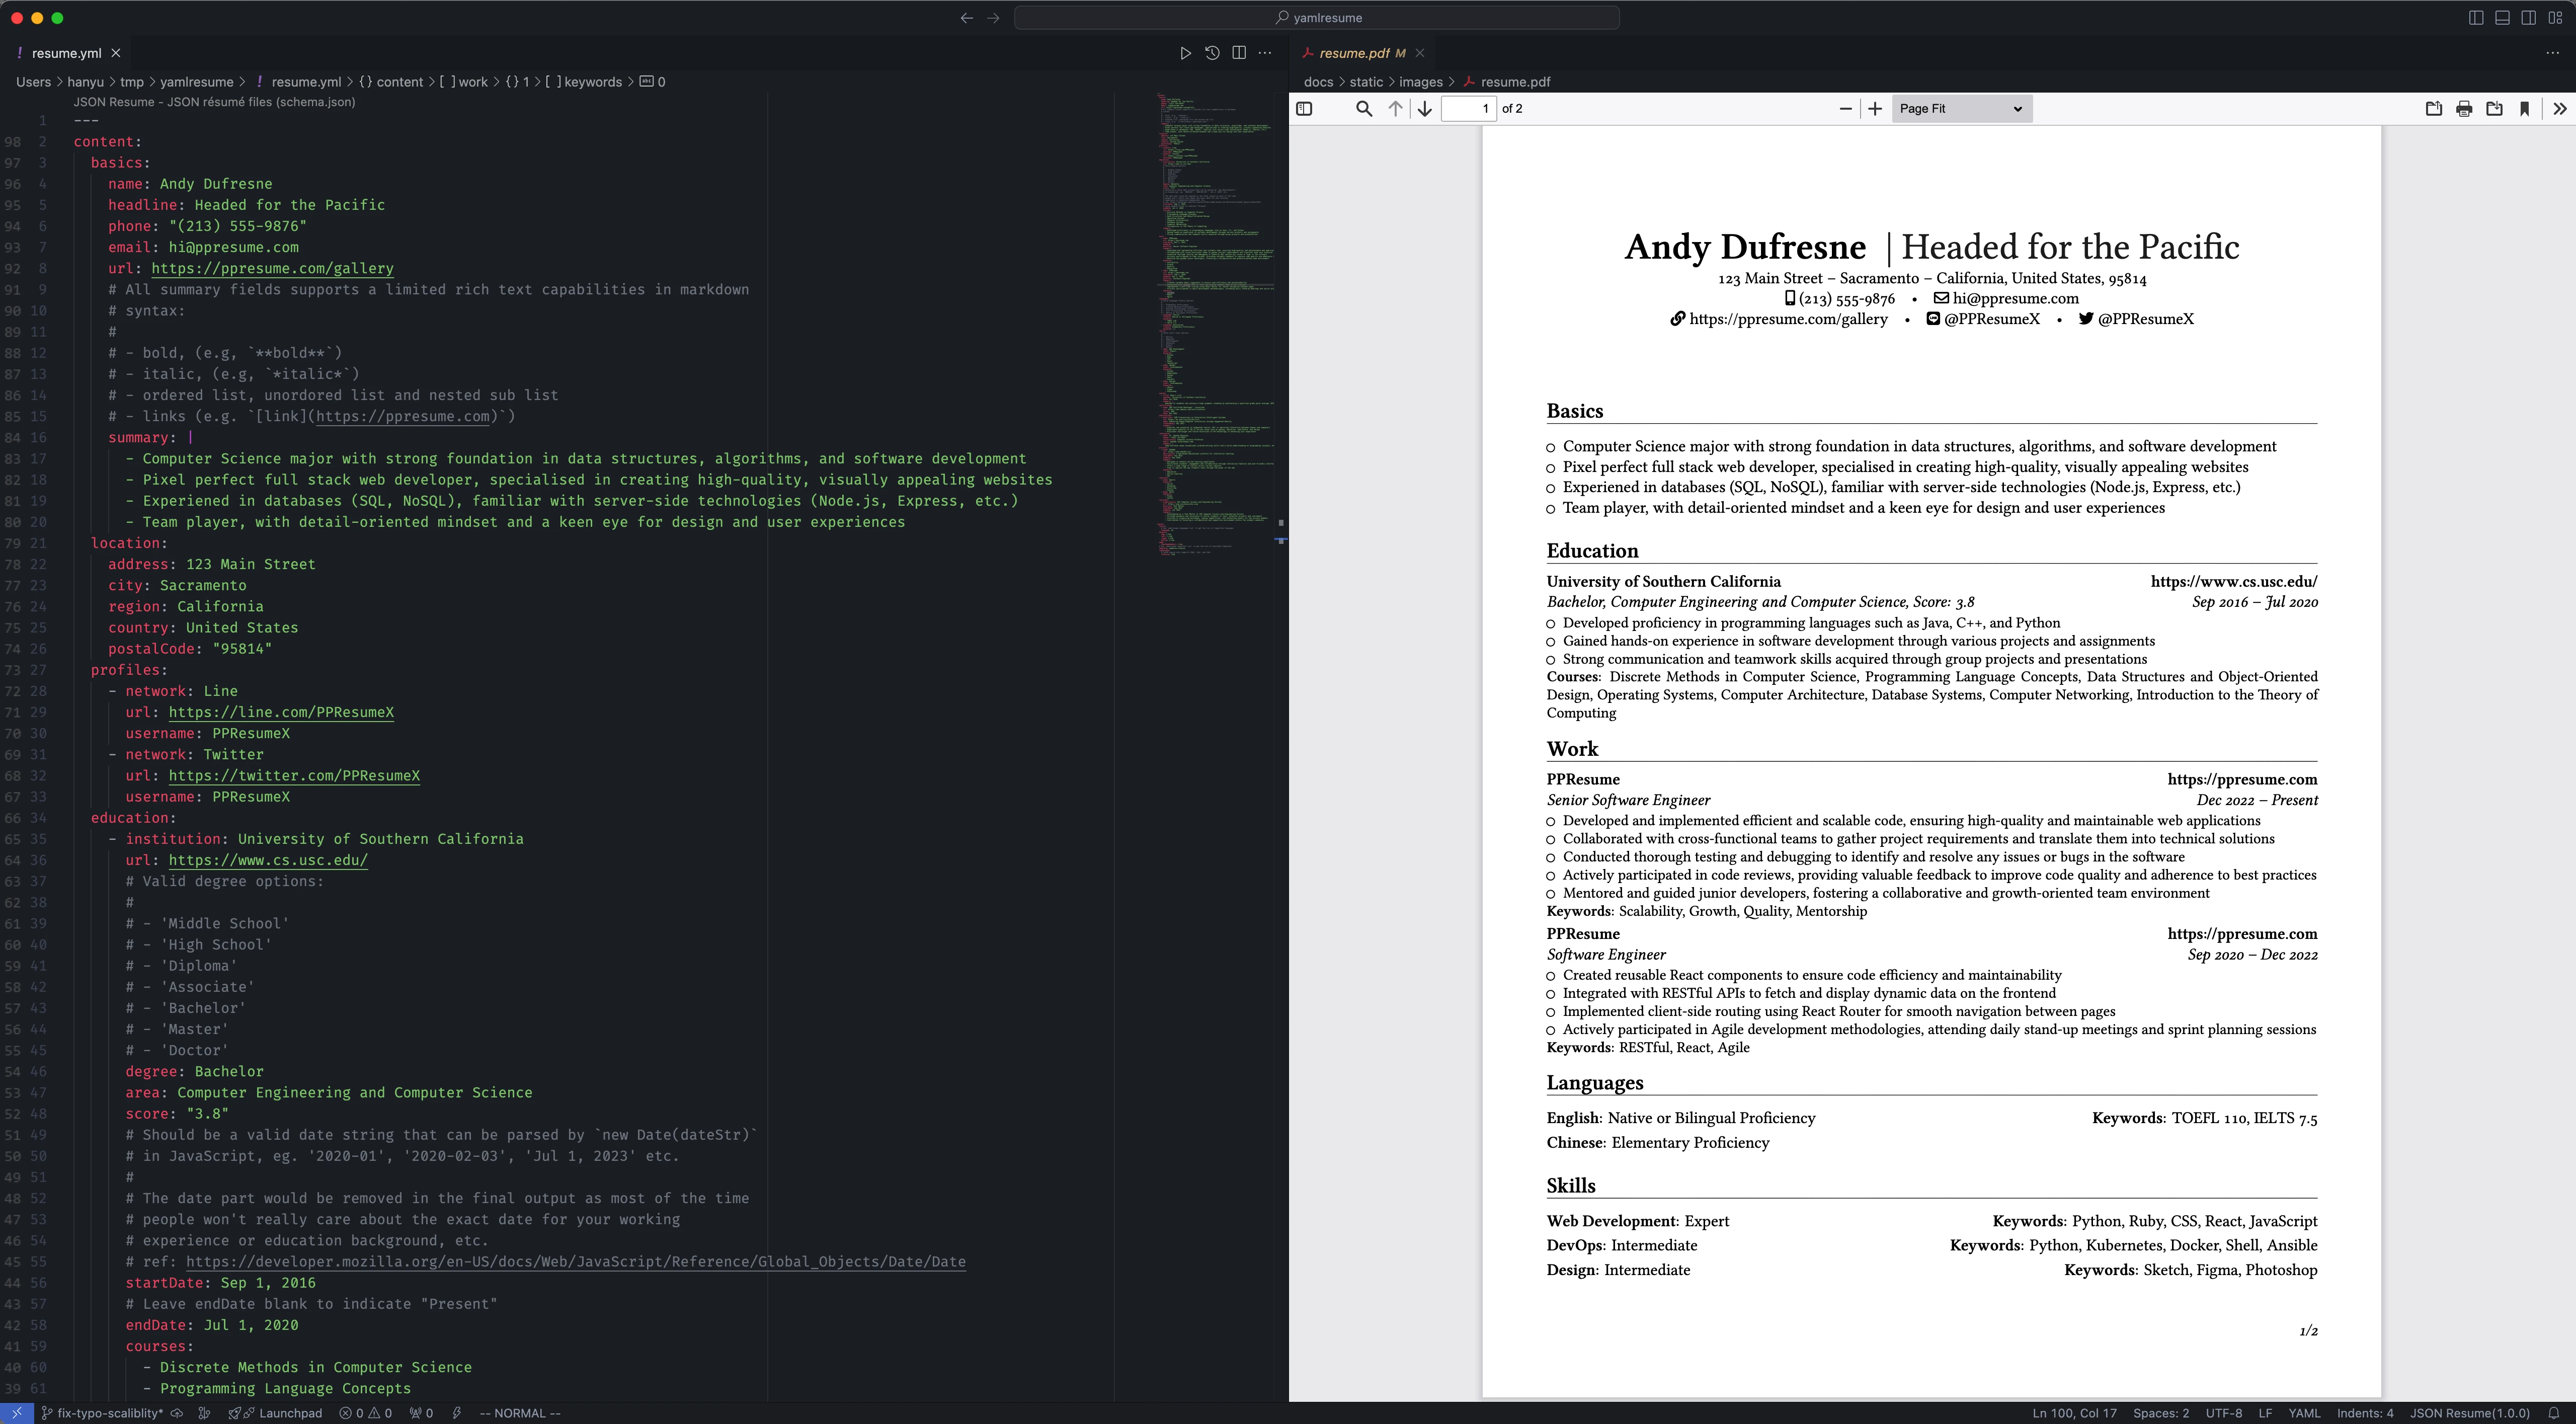 yamlresume
resume.yml
Users > hanyu > tmp > yamlresume > resume.yml > {} content > [ ] work > {} 1 > [ ] keywords > abc 0
JSON Resume - JSON résumé files (schema.json)
1 ---
98 2 content:
97 3 basics:
96 4 name: Andy Dufresne
95 5 headline: Headed for the Pacific
94 6 phone: "(213) 555-9876"
93 7 email: hi@ppresume.com
92 8 url: https://ppresume.com/gallery
91 9 # All summary fields supports a limited rich text capabilities in markdown
90 10 # syntax:
89 11 #
88 12 # - bold, (e.g, `**bold**`)
87 13 # - italic, (e.g, `*italic*`)
86 14 # - ordered list, unordored list and nested sub list
85 15 # - links (e.g. `[link](https://ppresume.com)`)
84 16 summary: |
83 17 - Computer Science major with strong foundation in data structures, algorithms, and software development
82 18 - Pixel perfect full stack web developer, specialised in creating high-quality, visually appealing websites
81 19 - Experiened in databases (SQL, NoSQL), familiar with server-side technologies (Node.js, Express, etc.)
80 20 - Team player, with detail-oriented mindset and a keen eye for design and user experiences
79 21 location:
78 22 address: 123 Main Street
77 23 city: Sacramento
76 24 region: California
75 25 country: United States
74 26 postalCode: "95814"
73 27 profiles:
72 28 - network: Line
71 29 url: https://line.com/PPResumeX
70 30 username: PPResumeX
69 31 - network: Twitter
68 32 url: https://twitter.com/PPResumeX
67 33 username: PPResumeX
66 34 education:
65 35 - institution: University of Southern California
64 36 url: https://www.cs.usc.edu/
63 37 # Valid degree options:
62 38 #
61 39 # - 'Middle School'
60 40 # - 'High School'
59 41 # - 'Diploma'
58 42 # - 'Associate'
57 43 # - 'Bachelor'
56 44 # - 'Master'
55 45 # - 'Doctor'
54 46 degree: Bachelor
53 47 area: Computer Engineering and Computer Science
52 48 score: "3.8"
51 49 # Should be a valid date string that can be parsed by `new Date(dateStr)`
50 50 # in JavaScript, eg. '2020-01', '2020-02-03', 'Jul 1, 2023' etc.
49 51 #
48 52 # The date part would be removed in the final output as most of the time
47 53 # people won't really care about the exact date for your working
46 54 # experience or education background, etc.
45 55 # ref: https://developer.mozilla.org/en-US/docs/Web/JavaScript/Reference/Global_Objects/Date/Date
44 56 startDate: Sep 1, 2016
43 57 # Leave endDate blank to indicate "Present"
42 58 endDate: Jul 1, 2020
41 59 courses:
40 60 - Discrete Methods in Computer Science
39 61 - Programming Language Concepts
resume.pdf M
docs > static > images > resume.pdf
1 of 2 Page Fit
Andy Dufresne | Headed for the Pacific
123 Main Street – Sacramento – California, United States, 95814
(213) 555-9876 • hi@ppresume.com
https://ppresume.com/gallery • @PPResumeX • @PPResumeX
Basics
Computer Science major with strong foundation in data structures, algorithms, and software development
Pixel perfect full stack web developer, specialised in creating high-quality, visually appealing websites
Experiened in databases (SQL, NoSQL), familiar with server-side technologies (Node.js, Express, etc.)
Team player, with detail-oriented mindset and a keen eye for design and user experiences
Education
University of Southern California https://www.cs.usc.edu/
Bachelor, Computer Engineering and Computer Science, Score: 3.8 Sep 2016 – Jul 2020
Developed proficiency in programming languages such as Java, C++, and Python
Gained hands-on experience in software development through various projects and assignments
Strong communication and teamwork skills acquired through group projects and presentations
Courses: Discrete Methods in Computer Science, Programming Language Concepts, Data Structures and Object-Oriented
Design, Operating Systems, Computer Architecture, Database Systems, Computer Networking, Introduction to the Theory of
Computing
Work
PPResume https://ppresume.com
Senior Software Engineer Dec 2022 – Present
Developed and implemented efficient and scalable code, ensuring high-quality and maintainable web applications
Collaborated with cross-functional teams to gather project requirements and translate them into technical solutions
Conducted thorough testing and debugging to identify and resolve any issues or bugs in the software
Actively participated in code reviews, providing valuable feedback to improve code quality and adherence to best practices
Mentored and guided junior developers, fostering a collaborative and growth-oriented team environment
Keywords: Scalability, Growth, Quality, Mentorship
PPResume https://ppresume.com
Software Engineer Sep 2020 – Dec 2022
Created reusable React components to ensure code efficiency and maintainability
Integrated with RESTful APIs to fetch and display dynamic data on the frontend
Implemented client-side routing using React Router for smooth navigation between pages
Actively participated in Agile development methodologies, attending daily stand-up meetings and sprint planning sessions
Keywords: RESTful, React, Agile
Languages
English: Native or Bilingual Proficiency Keywords: TOEFL 110, IELTS 7.5
Chinese: Elementary Proficiency
Skills
Web Development: Expert Keywords: Python, Ruby, CSS, React, JavaScript
DevOps: Intermediate Keywords: Python, Kubernetes, Docker, Shell, Ansible
Design: Intermediate Keywords: Sketch, Figma, Photoshop
1/2
fix-typo-scaliblity* Launchpad 0 0 0 -- NORMAL -- Ln 100, Col 17 Spaces: 2 UTF-8 LF YAML Indents: 4 JSON Resume(1.0.0)